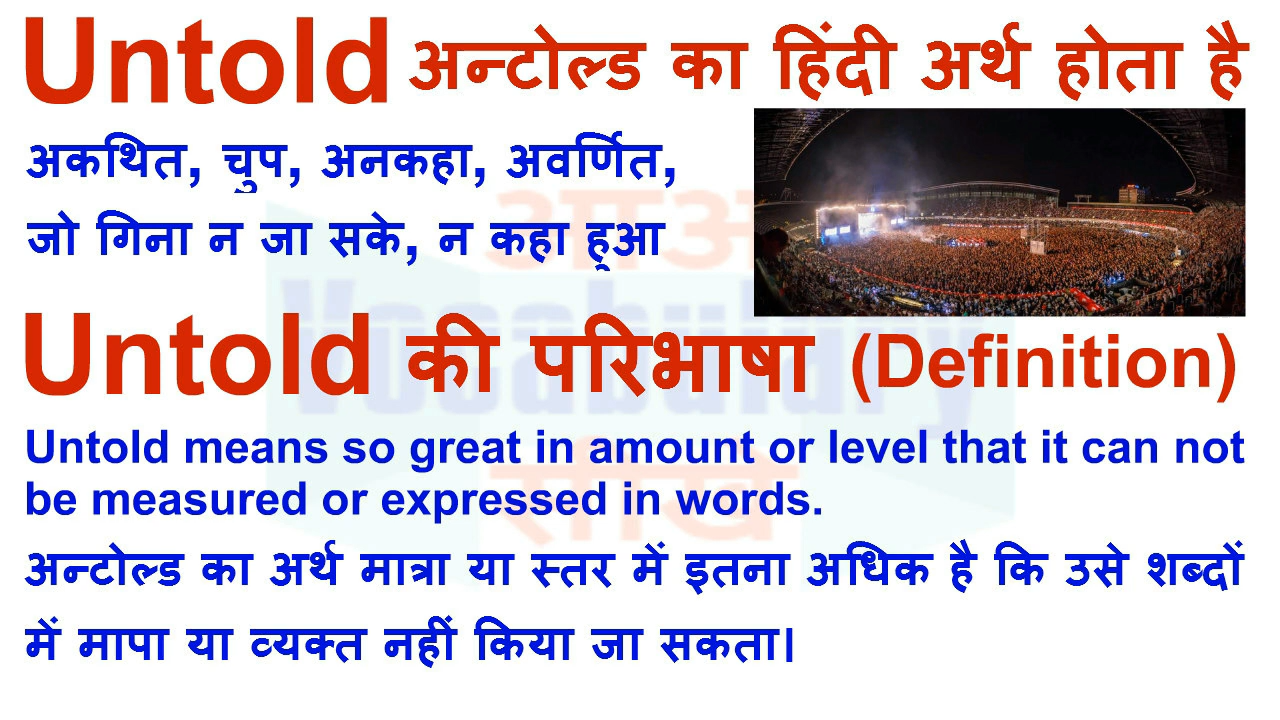 Untold अन्टोल्ड का हिंदी अर्थ होता है
अकथित, चुप, अनकहा, अवर्णित,
जो गिना न जा सके, न कहा हुआ
Untold की परिभाषा (Definition)
Untold means so great in amount or level that it can not
be measured or expressed in words.
अन्टोल्ड का अर्थ मात्रा या स्तर में इतना अधिक है कि उसे शब्दों
में मापा या व्यक्त नहीं किया जा सकता।
Vocabulary
सीखे